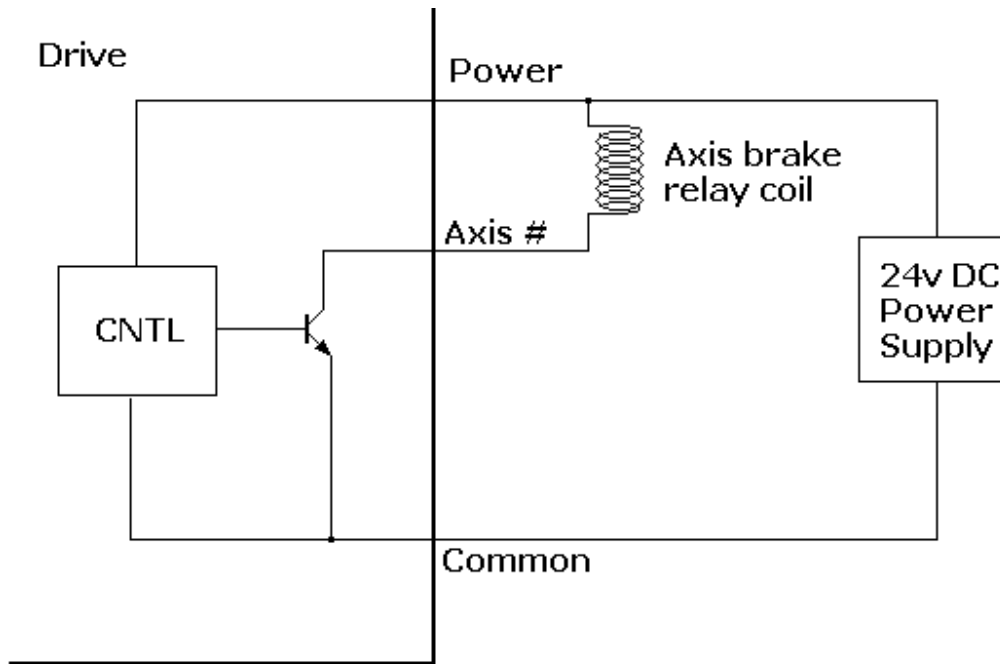 Drive
Power
Axis brake
relay coil
Axis #
24v DC
Power
Supply
CNTL
Common